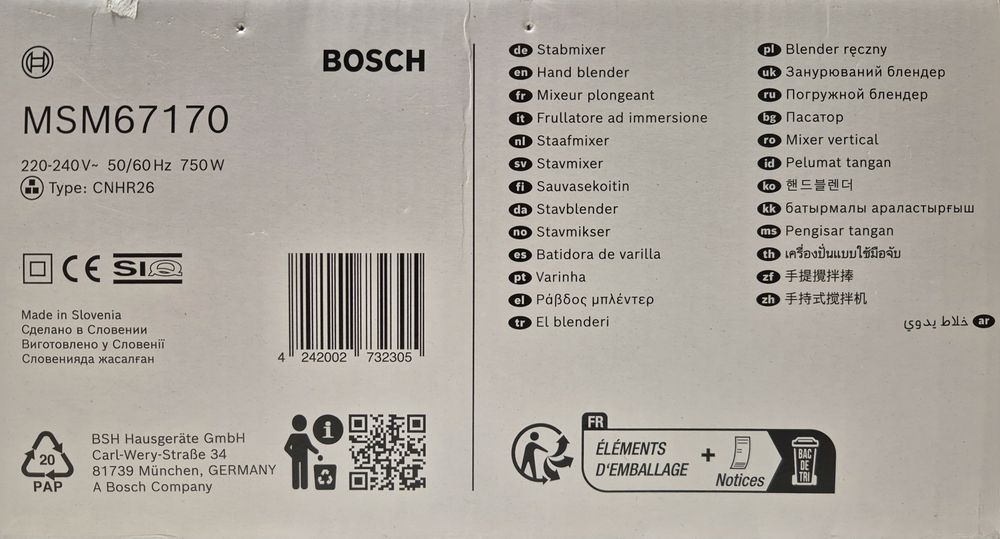 BOSCH
MSM67170
220-240 V~ 50/60 Hz 750 W
Type: CNHR26
CE SIQ
Made in Slovenia
Сделано в Словении
Виготовлено у Словенії
Словенияда жасалған
4 242002 732305
20
PAP
BSH Hausgeräte GmbH
Carl-Wery-Straße 34
81739 München, GERMANY
A Bosch Company
i
de Stabmixer
en Hand blender
fr Mixeur plongeant
it Frullatore ad immersione
nl Staafmixer
sv Stavmixer
fi Sauvasekoitin
da Stavblender
no Stavmikser
es Batidora de varilla
pt Varinha
el Ράβδος μπλέντερ
tr El blenderi
pl Blender ręczny
uk Занурюваний блендер
ru Погружной блендер
bg Пасатор
ro Mixer vertical
id Pelumat tangan
ko 핸드블렌더
kk батырмалы араластырғыш
ms Pengisar tangan
th เครื่องปั่นแบบใช้มือจับ
zf 手提攪拌捧
zh 手持式搅拌机
ar خلاط يدوي
FR
ÉLÉMENTS
D'EMBALLAGE
+
Notices
BAC
DE
TRI